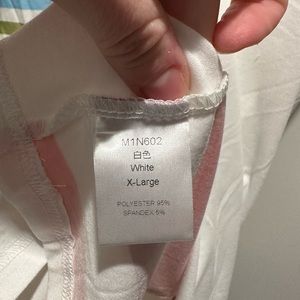 M1N602
白色
White
X-Large
POLYESTER 95%
SPANDEX 5%